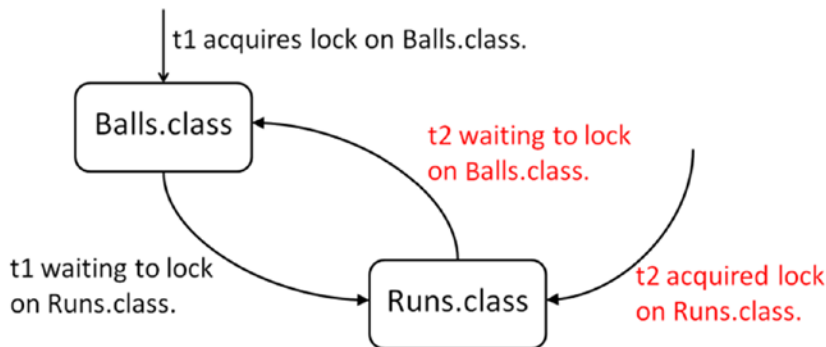 t1 acquires lock on Balls.class.
Balls.class
t2 waiting to lock
on Balls.class.
t1 waiting to lock
on Runs.class.
Runs.class
t2 acquired lock
on Runs.class.